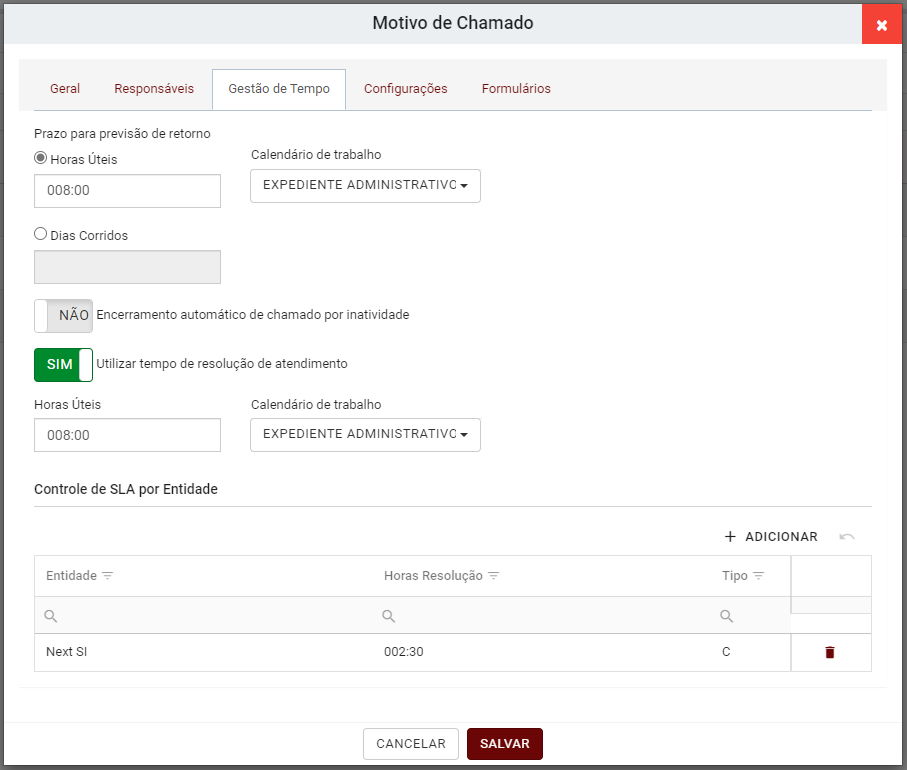 Motivo de Chamado
Geral Responsáveis Gestão de Tempo Configurações Formulários
Prazo para previsão de retorno
Horas Úteis Calendário de trabalho
008:00 EXPEDIENTE ADMINISTRATIVO
Dias Corridos
NÃO Encerramento automático de chamado por inatividade
SIM Utilizar tempo de resolução de atendimento
Horas Úteis Calendário de trabalho
008:00 EXPEDIENTE ADMINISTRATIVO
Controle de SLA por Entidade
+ ADICIONAR
Entidade Horas Resolução Tipo
Next SI 002:30 C
CANCELAR SALVAR